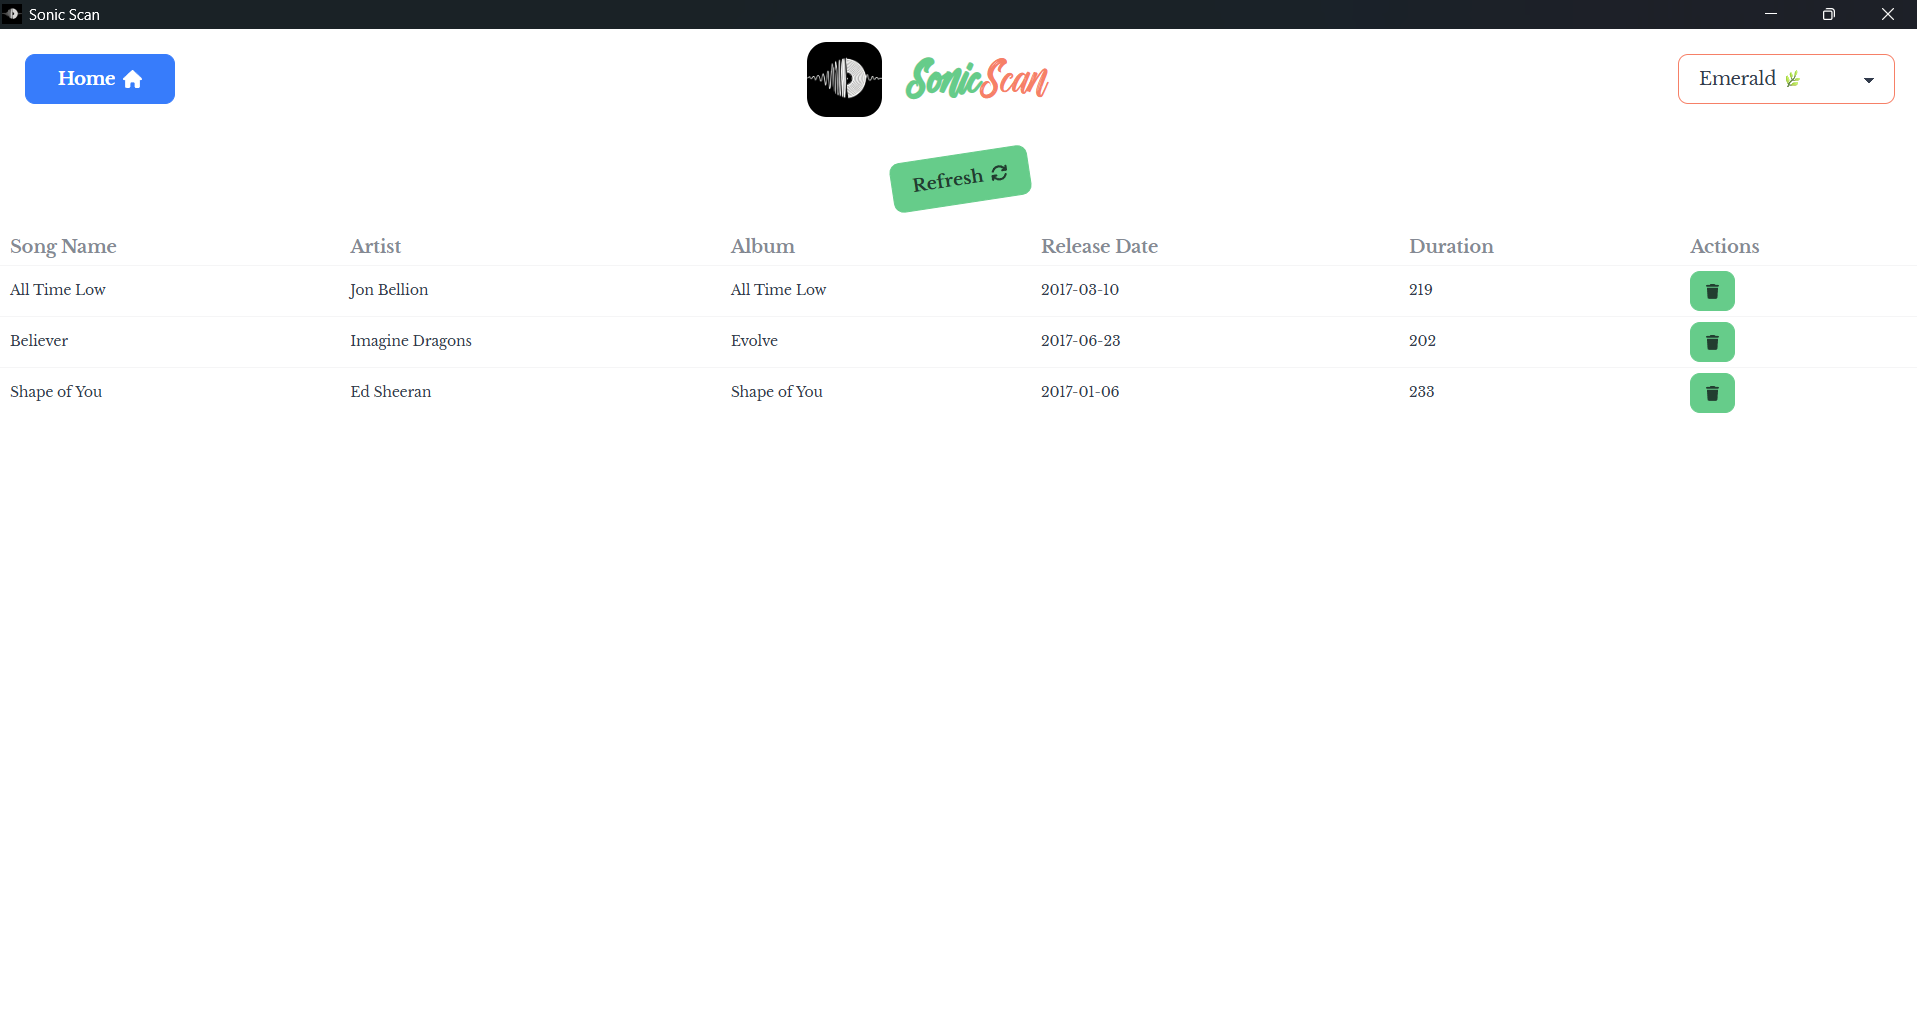 Sonic Scan
Home
SonicScan
Emerald
Refresh
Song Name Artist Album Release Date Duration Actions
All Time Low Jon Bellion All Time Low 2017-03-10 219
Believer Imagine Dragons Evolve 2017-06-23 202
Shape of You Ed Sheeran Shape of You 2017-01-06 233